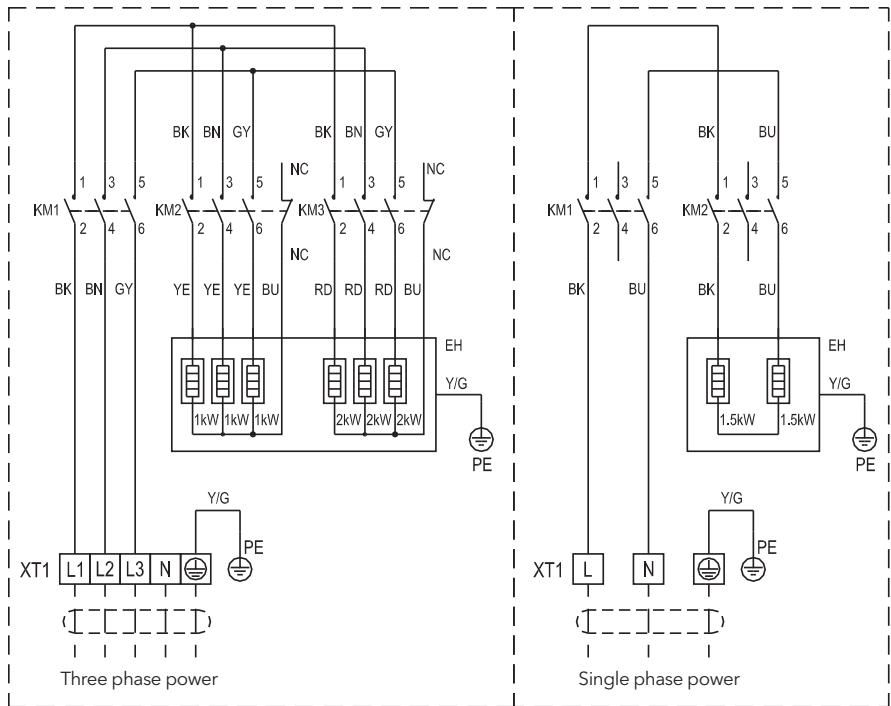 BK BN GY BK BN GY
NC NC
1 3 5 1 3 5 1 3 5
KM1 KM2 KM3
2 4 6 2 4 6 2 4 6
NC NC
BK BN GY YE YE YE BU RD RD RD BU
EH
Y/G
1kW 1kW 1kW 2kW 2kW 2kW
PE
Y/G
PE
XT1 L1 L2 L3 N
Three phase power
BK BU
1 3 5 1 3 5
KM1 KM2
2 4 6 2 4 6
BK BU BK BU
EH
Y/G
1.5kW 1.5kW
PE
Y/G
PE
XT1 L N
Single phase power